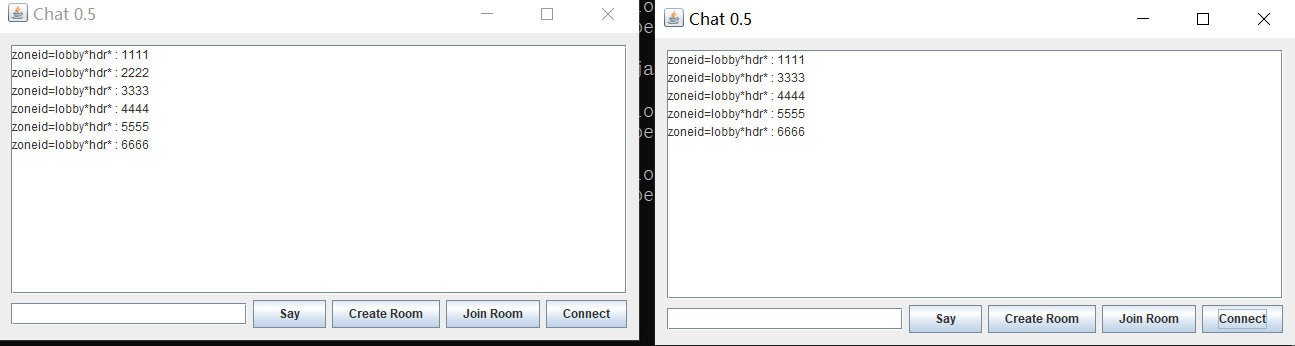 Chat 0.5
zoneid=lobby*hdr* : 1111
zoneid=lobby*hdr* : 2222
zoneid=lobby*hdr* : 3333
zoneid=lobby*hdr* : 4444
zoneid=lobby*hdr* : 5555
zoneid=lobby*hdr* : 6666
Say Create Room Join Room Connect
Chat 0.5
zoneid=lobby*hdr* : 1111
zoneid=lobby*hdr* : 3333
zoneid=lobby*hdr* : 4444
zoneid=lobby*hdr* : 5555
zoneid=lobby*hdr* : 6666
Say Create Room Join Room Connect